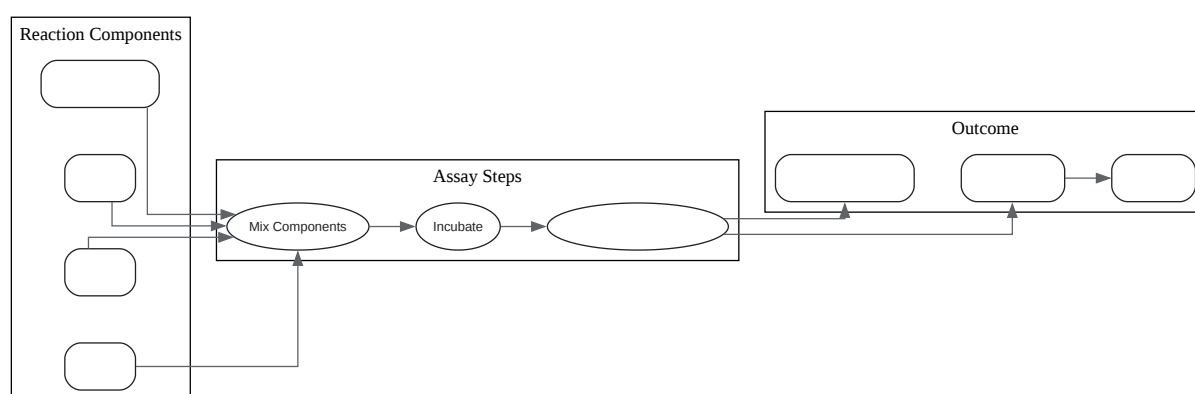 Reaction Components
Outcome
Assay Steps
Mix Components
Incubate